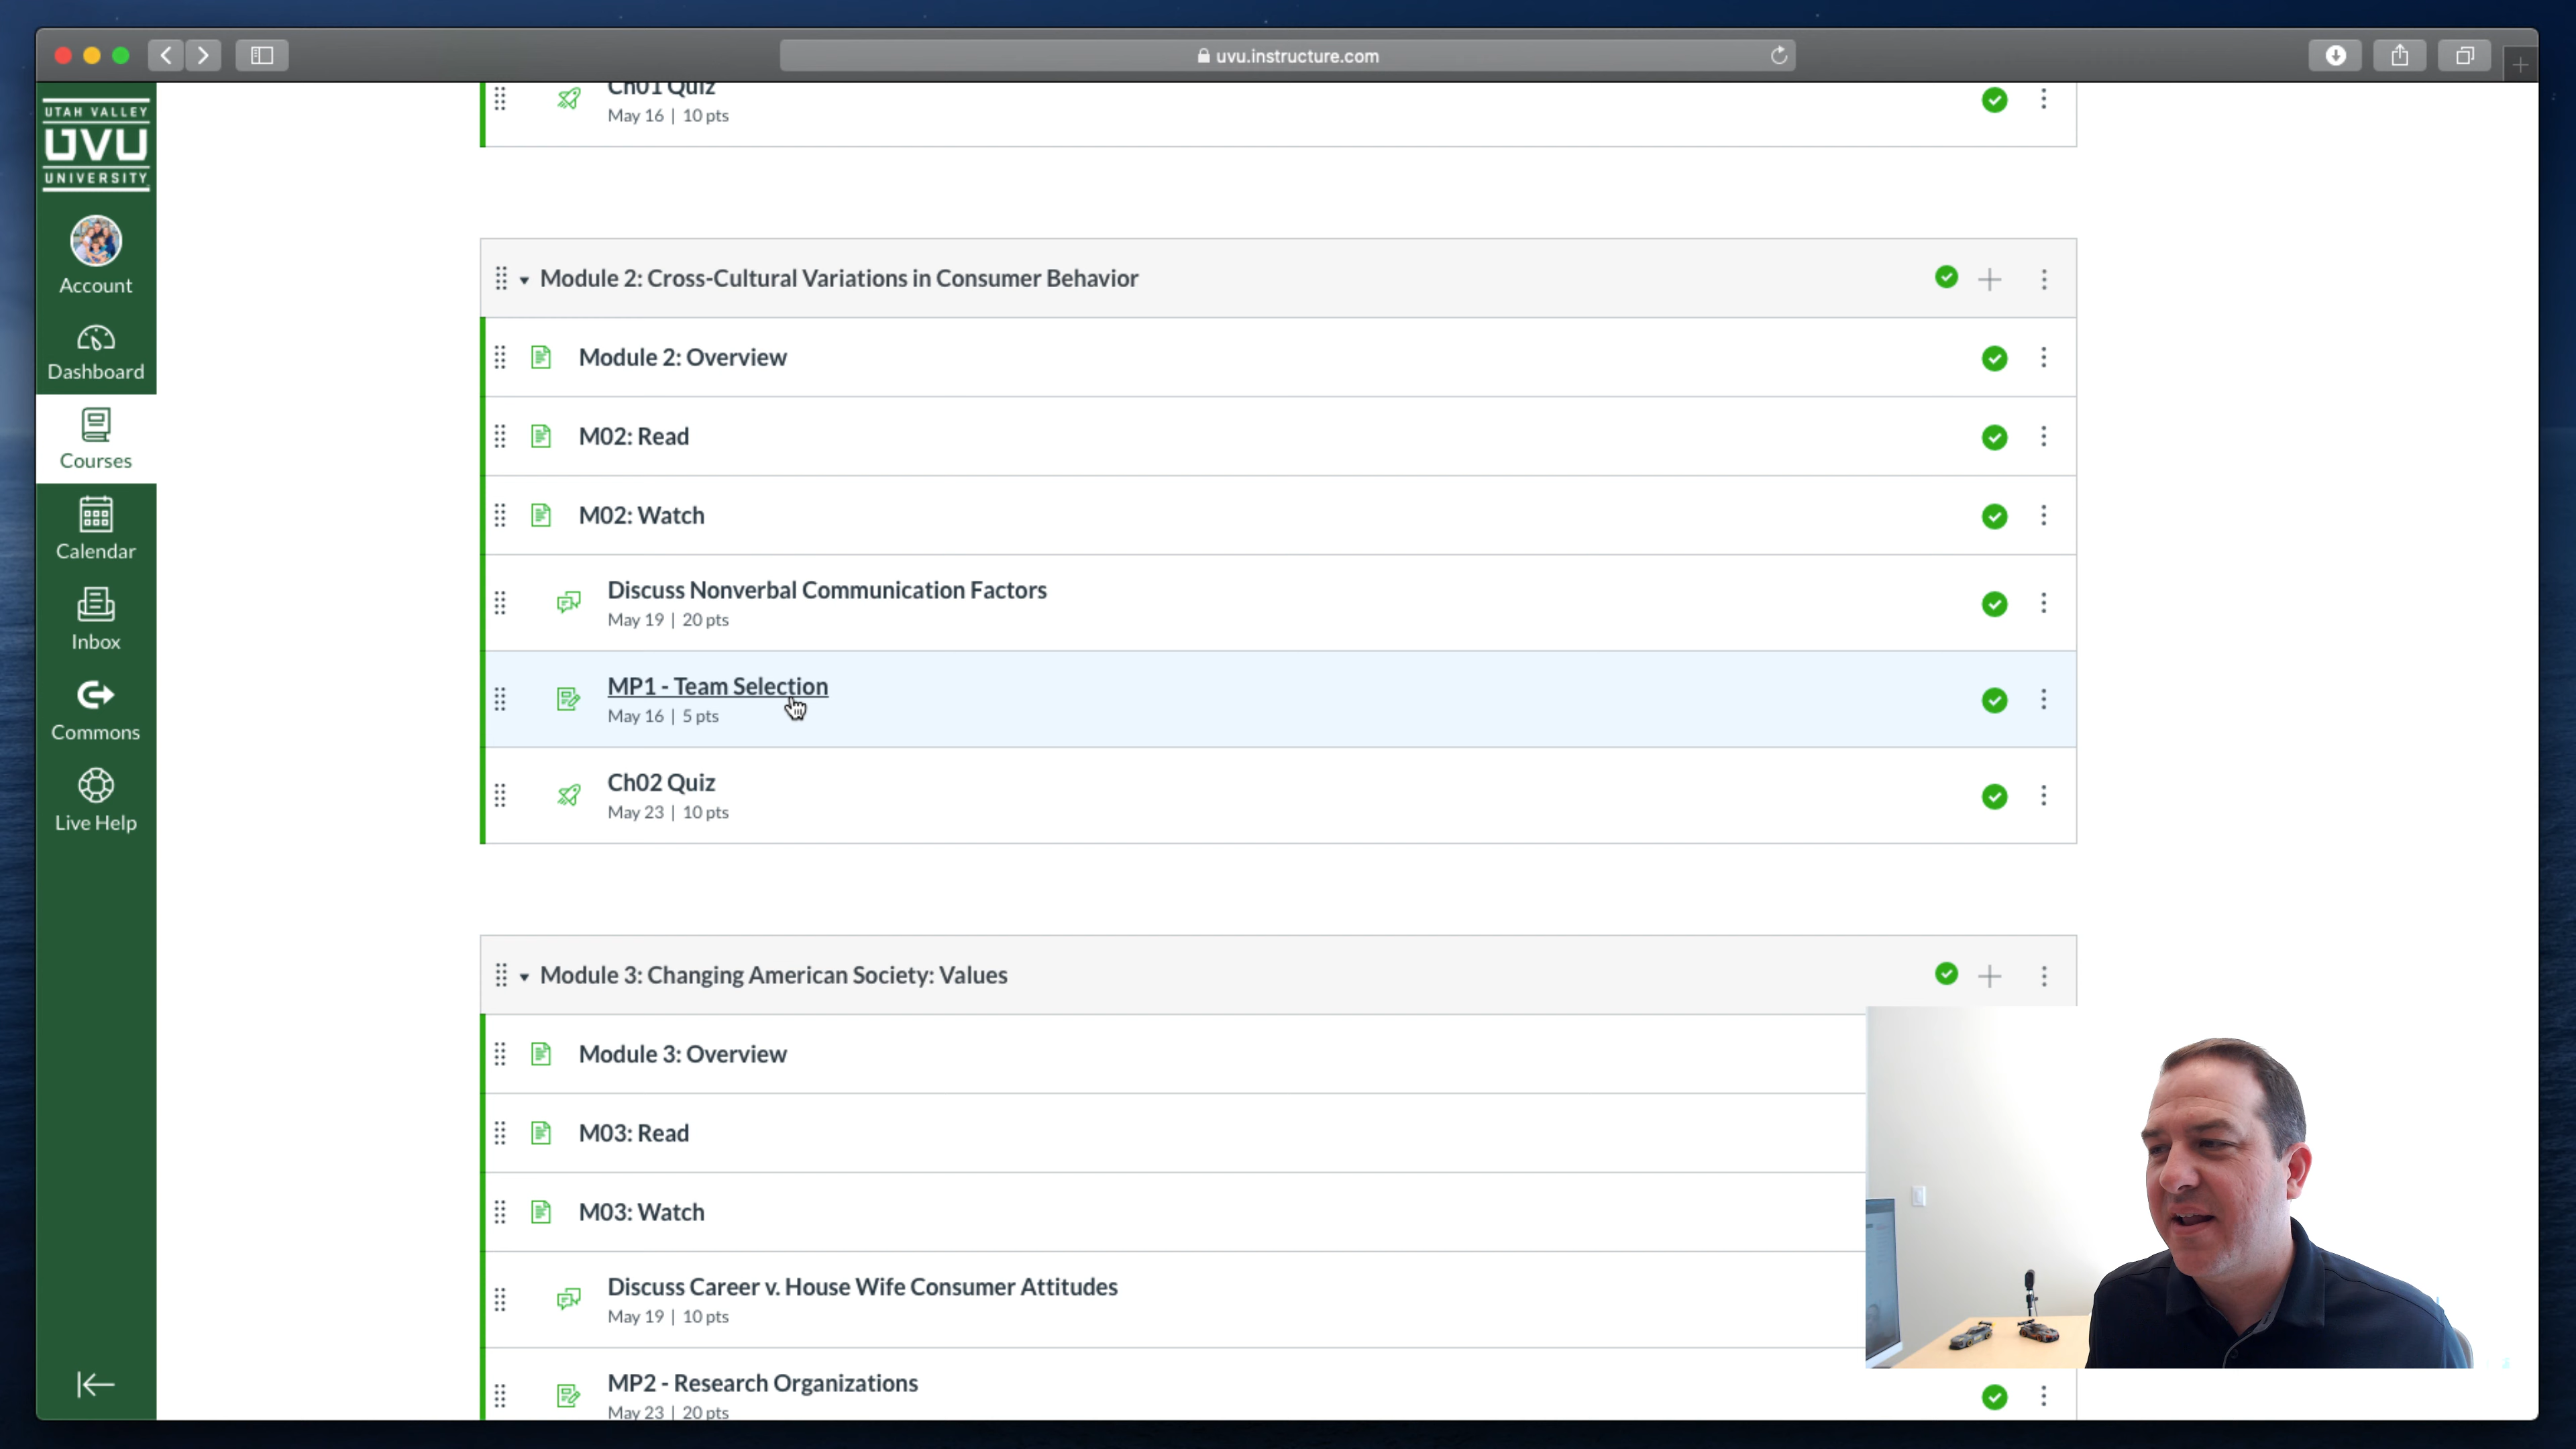 uvu.instructure.com
UTAH VALLEY
UVU
UNIVERSITY
Account
Dashboard
Courses
Calendar
Inbox
Commons
Live Help
Ch01 Quiz
May 16 | 10 pts
Module 2: Cross-Cultural Variations in Consumer Behavior
Module 2: Overview
M02: Read
M02: Watch
Discuss Nonverbal Communication Factors
May 19 | 20 pts
MP1 - Team Selection
May 16 | 5 pts
Ch02 Quiz
May 23 | 10 pts
Module 3: Changing American Society: Values
Module 3: Overview
M03: Read
M03: Watch
Discuss Career v. House Wife Consumer Attitudes
May 19 | 10 pts
MP2 - Research Organizations
May 23 | 20 pts